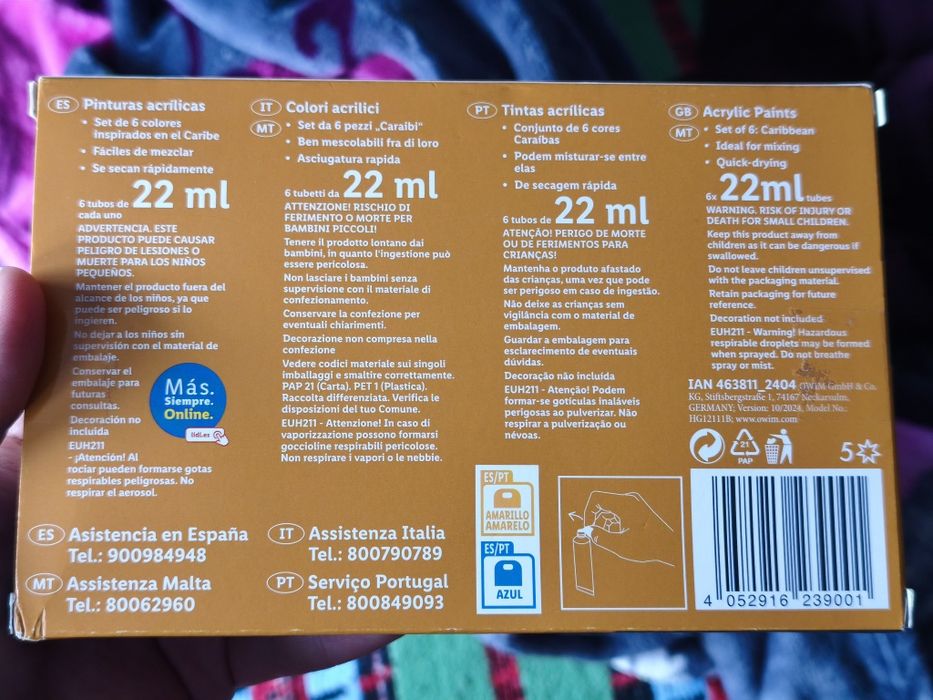 ES Pinturas acrílicas
• Set de 6 colores
inspirados en el Caribe
• Fáciles de mezclar
• Se secan rápidamente
6 tubos de 22 ml
cada uno
ADVERTENCIA. ESTE
PRODUCTO PUEDE CAUSAR
PELIGRO DE LESIONES O
MUERTE PARA LOS NIÑOS
PEQUEÑOS.
Mantener el producto fuera del
alcance de los niños, ya que
puede ser peligroso si lo
ingieren.
No dejar a los niños sin
supervisión con el material de
embalaje.
Conservar el
embalaje para
futuras
consultas.
Decoración no
incluida
EUH211
- ¡Atención! Al
rociar pueden formarse gotas
respirables peligrosas. No
respirar el aerosol.
Más.
Siempre.
Online.
lidl.es
IT MT Colori acrilici
• Set da 6 pezzi „Caraibi“
• Ben mescolabili fra di loro
• Asciugatura rapida
6 tubetti da 22 ml
ATTENZIONE! RISCHIO DI
FERIMENTO O MORTE PER
BAMBINI PICCOLI!
Tenere il prodotto lontano dai
bambini, in quanto l'ingestione può
essere pericolosa.
Non lasciare i bambini senza
supervisione con il materiale di
confezionamento.
Conservare la confezione per
eventuali chiarimenti.
Decorazione non compresa nella
confezione
Vedere codici materiale sui singoli
imballaggi e smaltire correttamente.
PAP 21 (Carta). PET 1 (Plastica).
Raccolta differenziata. Verifica le
disposizioni del tuo Comune.
EUH211 - Attenzione! In caso di
vaporizzazione possono formarsi
goccioline respirabili pericolose.
Non respirare i vapori o le nebbie.
PT Tintas acrílicas
• Conjunto de 6 cores
Caraíbas
• Podem misturar-se entre
elas
• De secagem rápida
6 tubos de 22 ml
ATENÇÃO! PERIGO DE MORTE
OU DE FERIMENTOS PARA
CRIANÇAS!
Mantenha o produto afastado
das crianças, uma vez que pode
ser perigoso em caso de ingestão.
Não deixe as crianças sem
vigilância com o material de
embalagem.
Guardar a embalagem para
esclarecimento de eventuais
dúvidas.
Decoração não incluída
EUH211 - Atenção! Podem
formar-se gotículas inaláveis
perigosas ao pulverizar. Não
respirar a pulverização ou
névoas.
GB MT Acrylic Paints
• Set of 6: Caribbean
• Ideal for mixing
• Quick-drying
6x 22ml tubes
WARNING. RISK OF INJURY OR
DEATH FOR SMALL CHILDREN.
Keep this product away from
children as it can be dangerous if
swallowed.
Do not leave children unsupervised
with the packaging material.
Retain packaging for future
reference.
Decoration not included
EUH211 - Warning! Hazardous
respirable droplets may be formed
when sprayed. Do not breathe
spray or mist.
IAN 463811_2404 OWIM GmbH & Co.
KG, Stiftsbergstraße 1, 74167 Neckarsulm,
GERMANY; Version: 10/2024, Model No.:
HG12111B; www.owim.com
21
PAP
5
ES Asistencia en España
Tel.: 900984948
MT Assistenza Malta
Tel.: 80062960
IT Assistenza Italia
Tel.: 800790789
PT Serviço Portugal
Tel.: 800849093
ES/PT
AMARILLO
AMARELO
ES/PT
AZUL
4 052916 239001